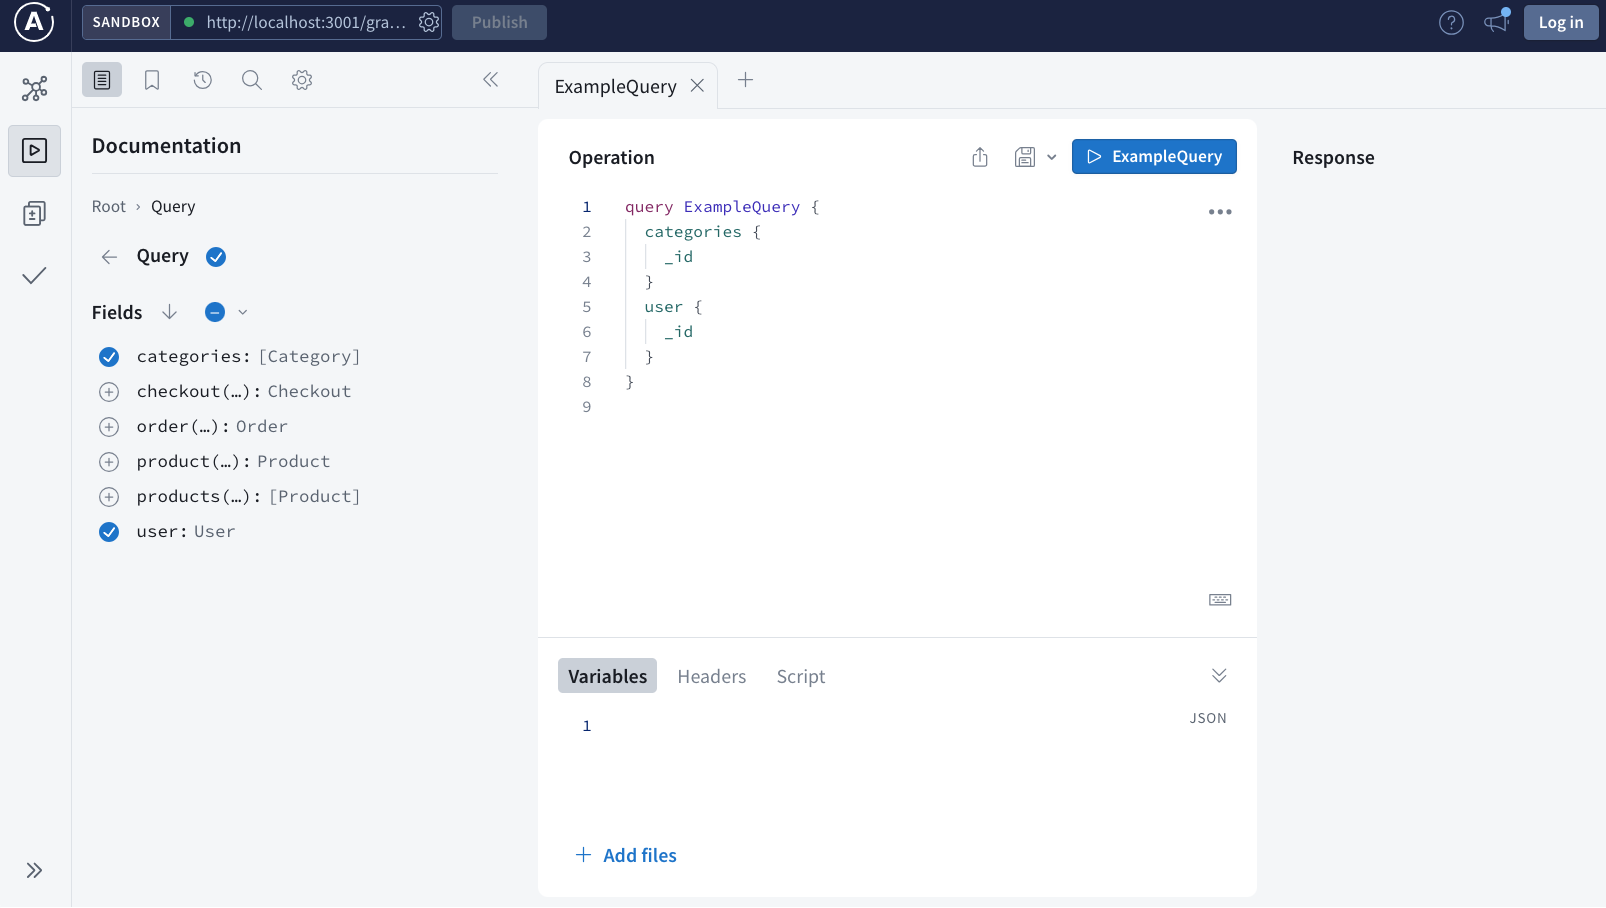 SANDBOX http://localhost:3001/gra... Publish Log in
ExampleQuery
Documentation
Root › Query
Query
Fields
categories: [Category]
checkout(…): Checkout
order(…): Order
product(…): Product
products(…): [Product]
user: User
Operation ExampleQuery
1 query ExampleQuery {
2 categories {
3 _id
4 }
5 user {
6 _id
7 }
8 }
9
Variables Headers Script
JSON
1
Add files
Response